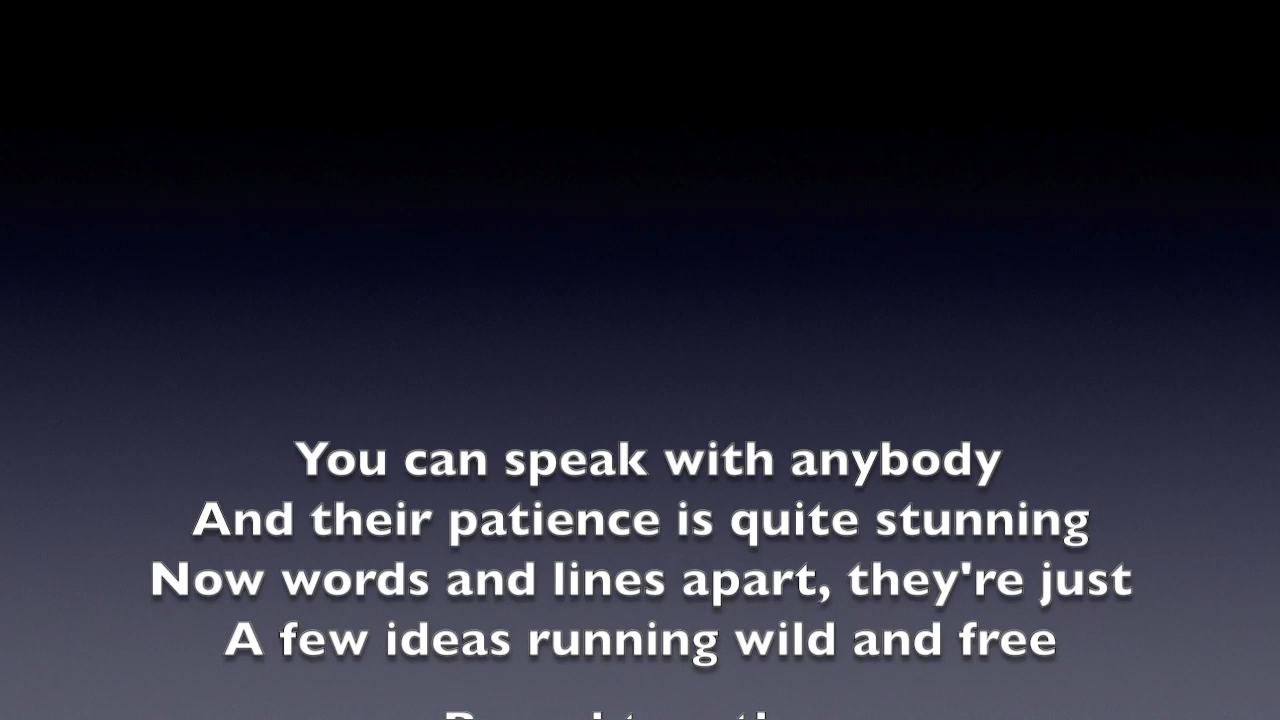 You can speak with anybody
And their patience is quite stunning
Now words and lines apart, they're just
A few ideas running wild and free